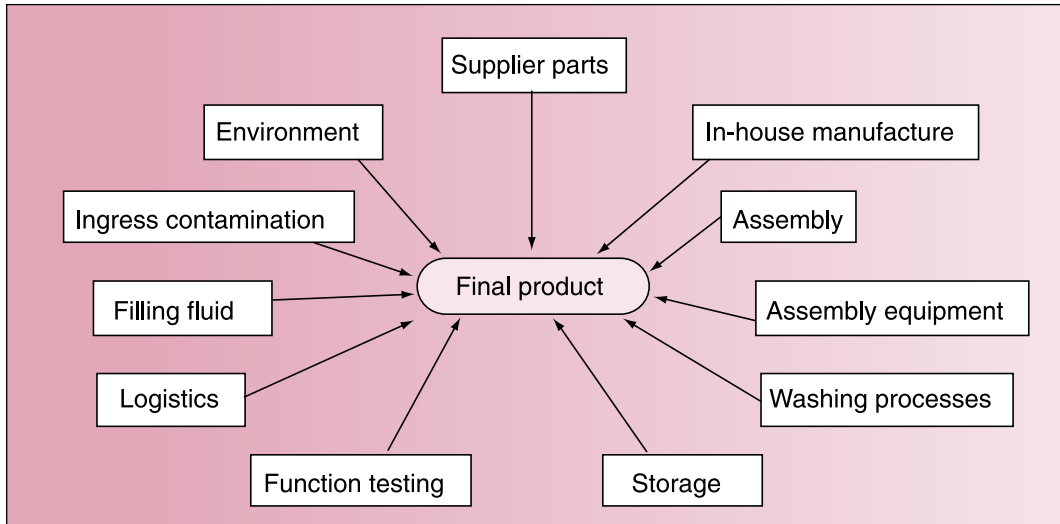 Supplier parts
Environment
In-house manufacture
Ingress contamination
Assembly
Final product
Filling fluid
Assembly equipment
Logistics
Washing processes
Function testing
Storage